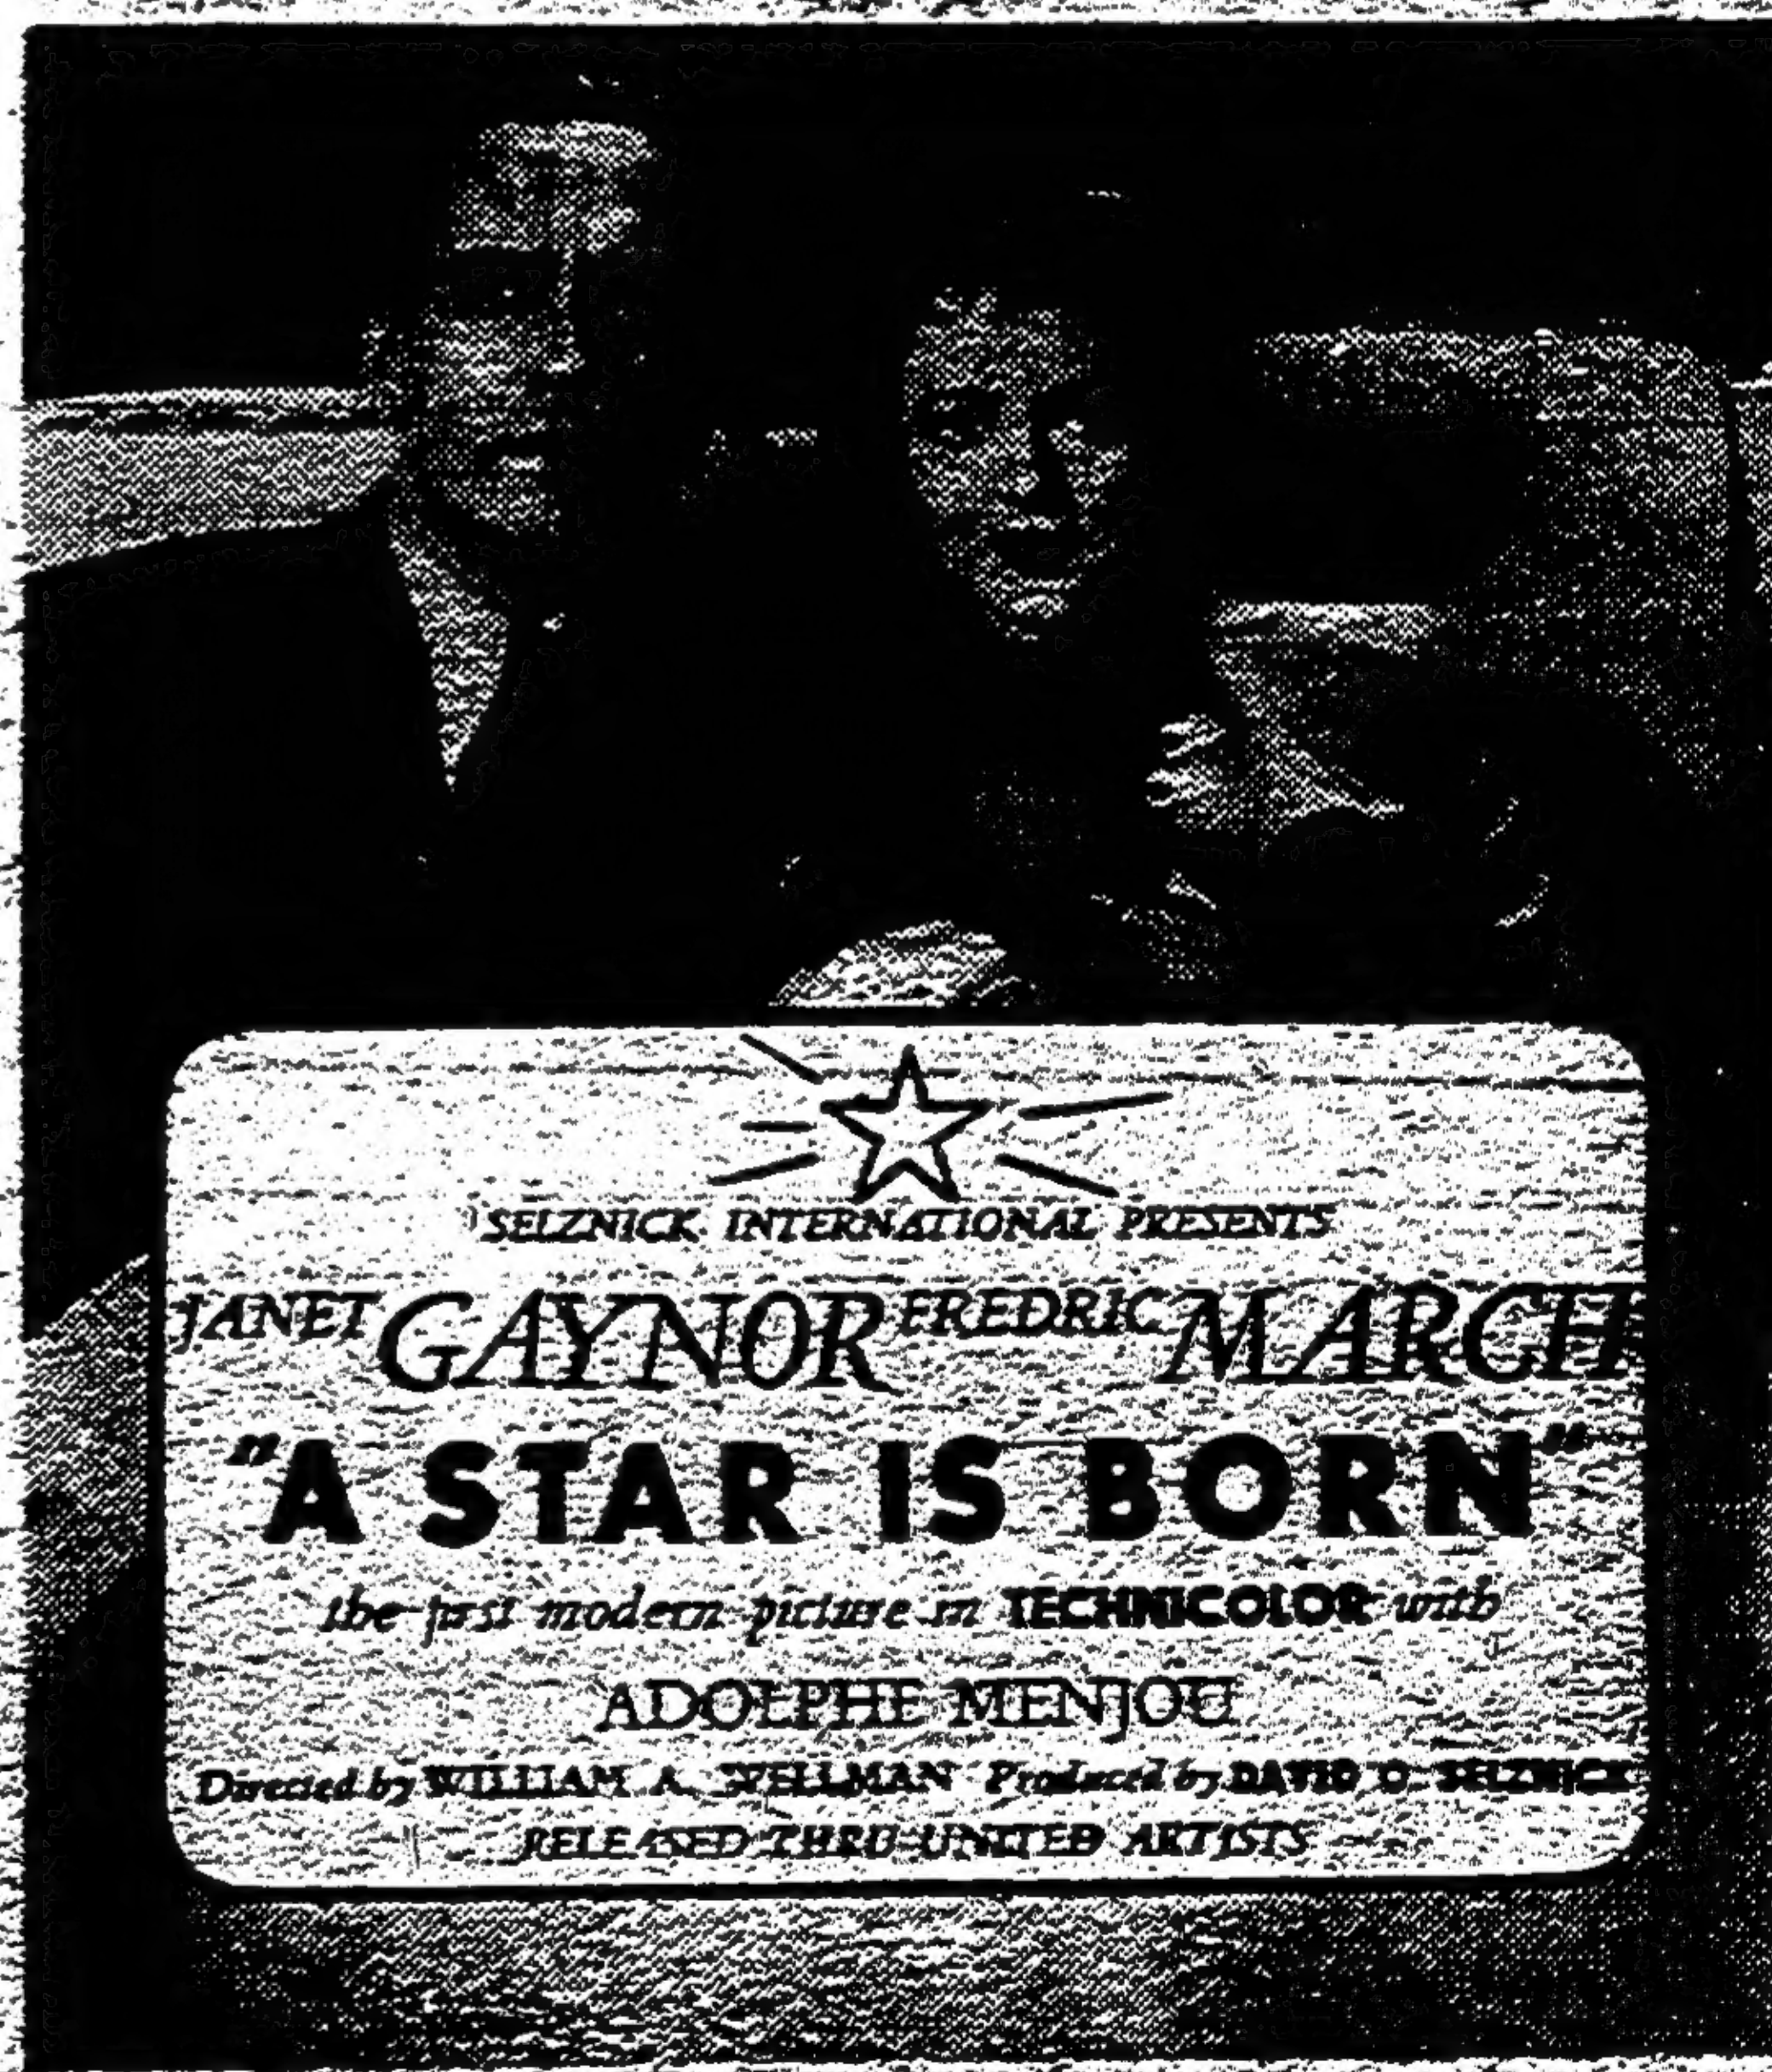 SELZNICK INTERNATIONAL PRESENTS
JANET GAYNOR FREDRIC MARCH
"A STAR IS BORN"
the first modern picture in TECHNICOLOR with
ADOLPHE MENJOU
Directed by WILLIAM A. WELLMAN Produced by DAVID O. SELZNICK
RELEASED THRU UNITED ARTISTS